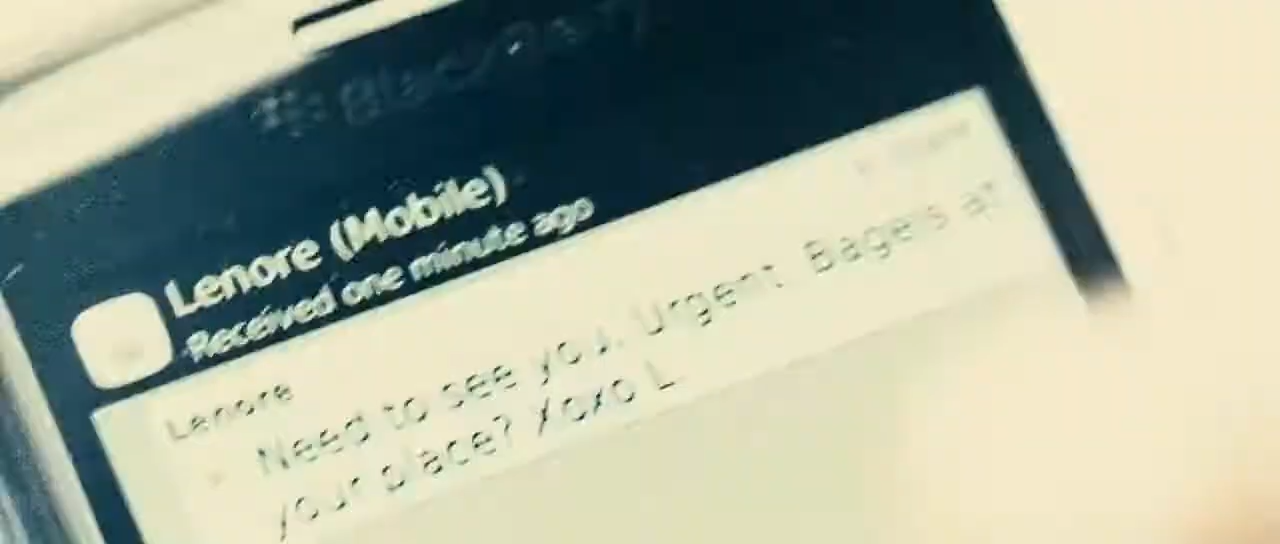 BlackBerry
Lenore (Mobile)
Received one minute ago
Lenore
Need to see you. Urgent. Bagels at
your place? Xoxo L